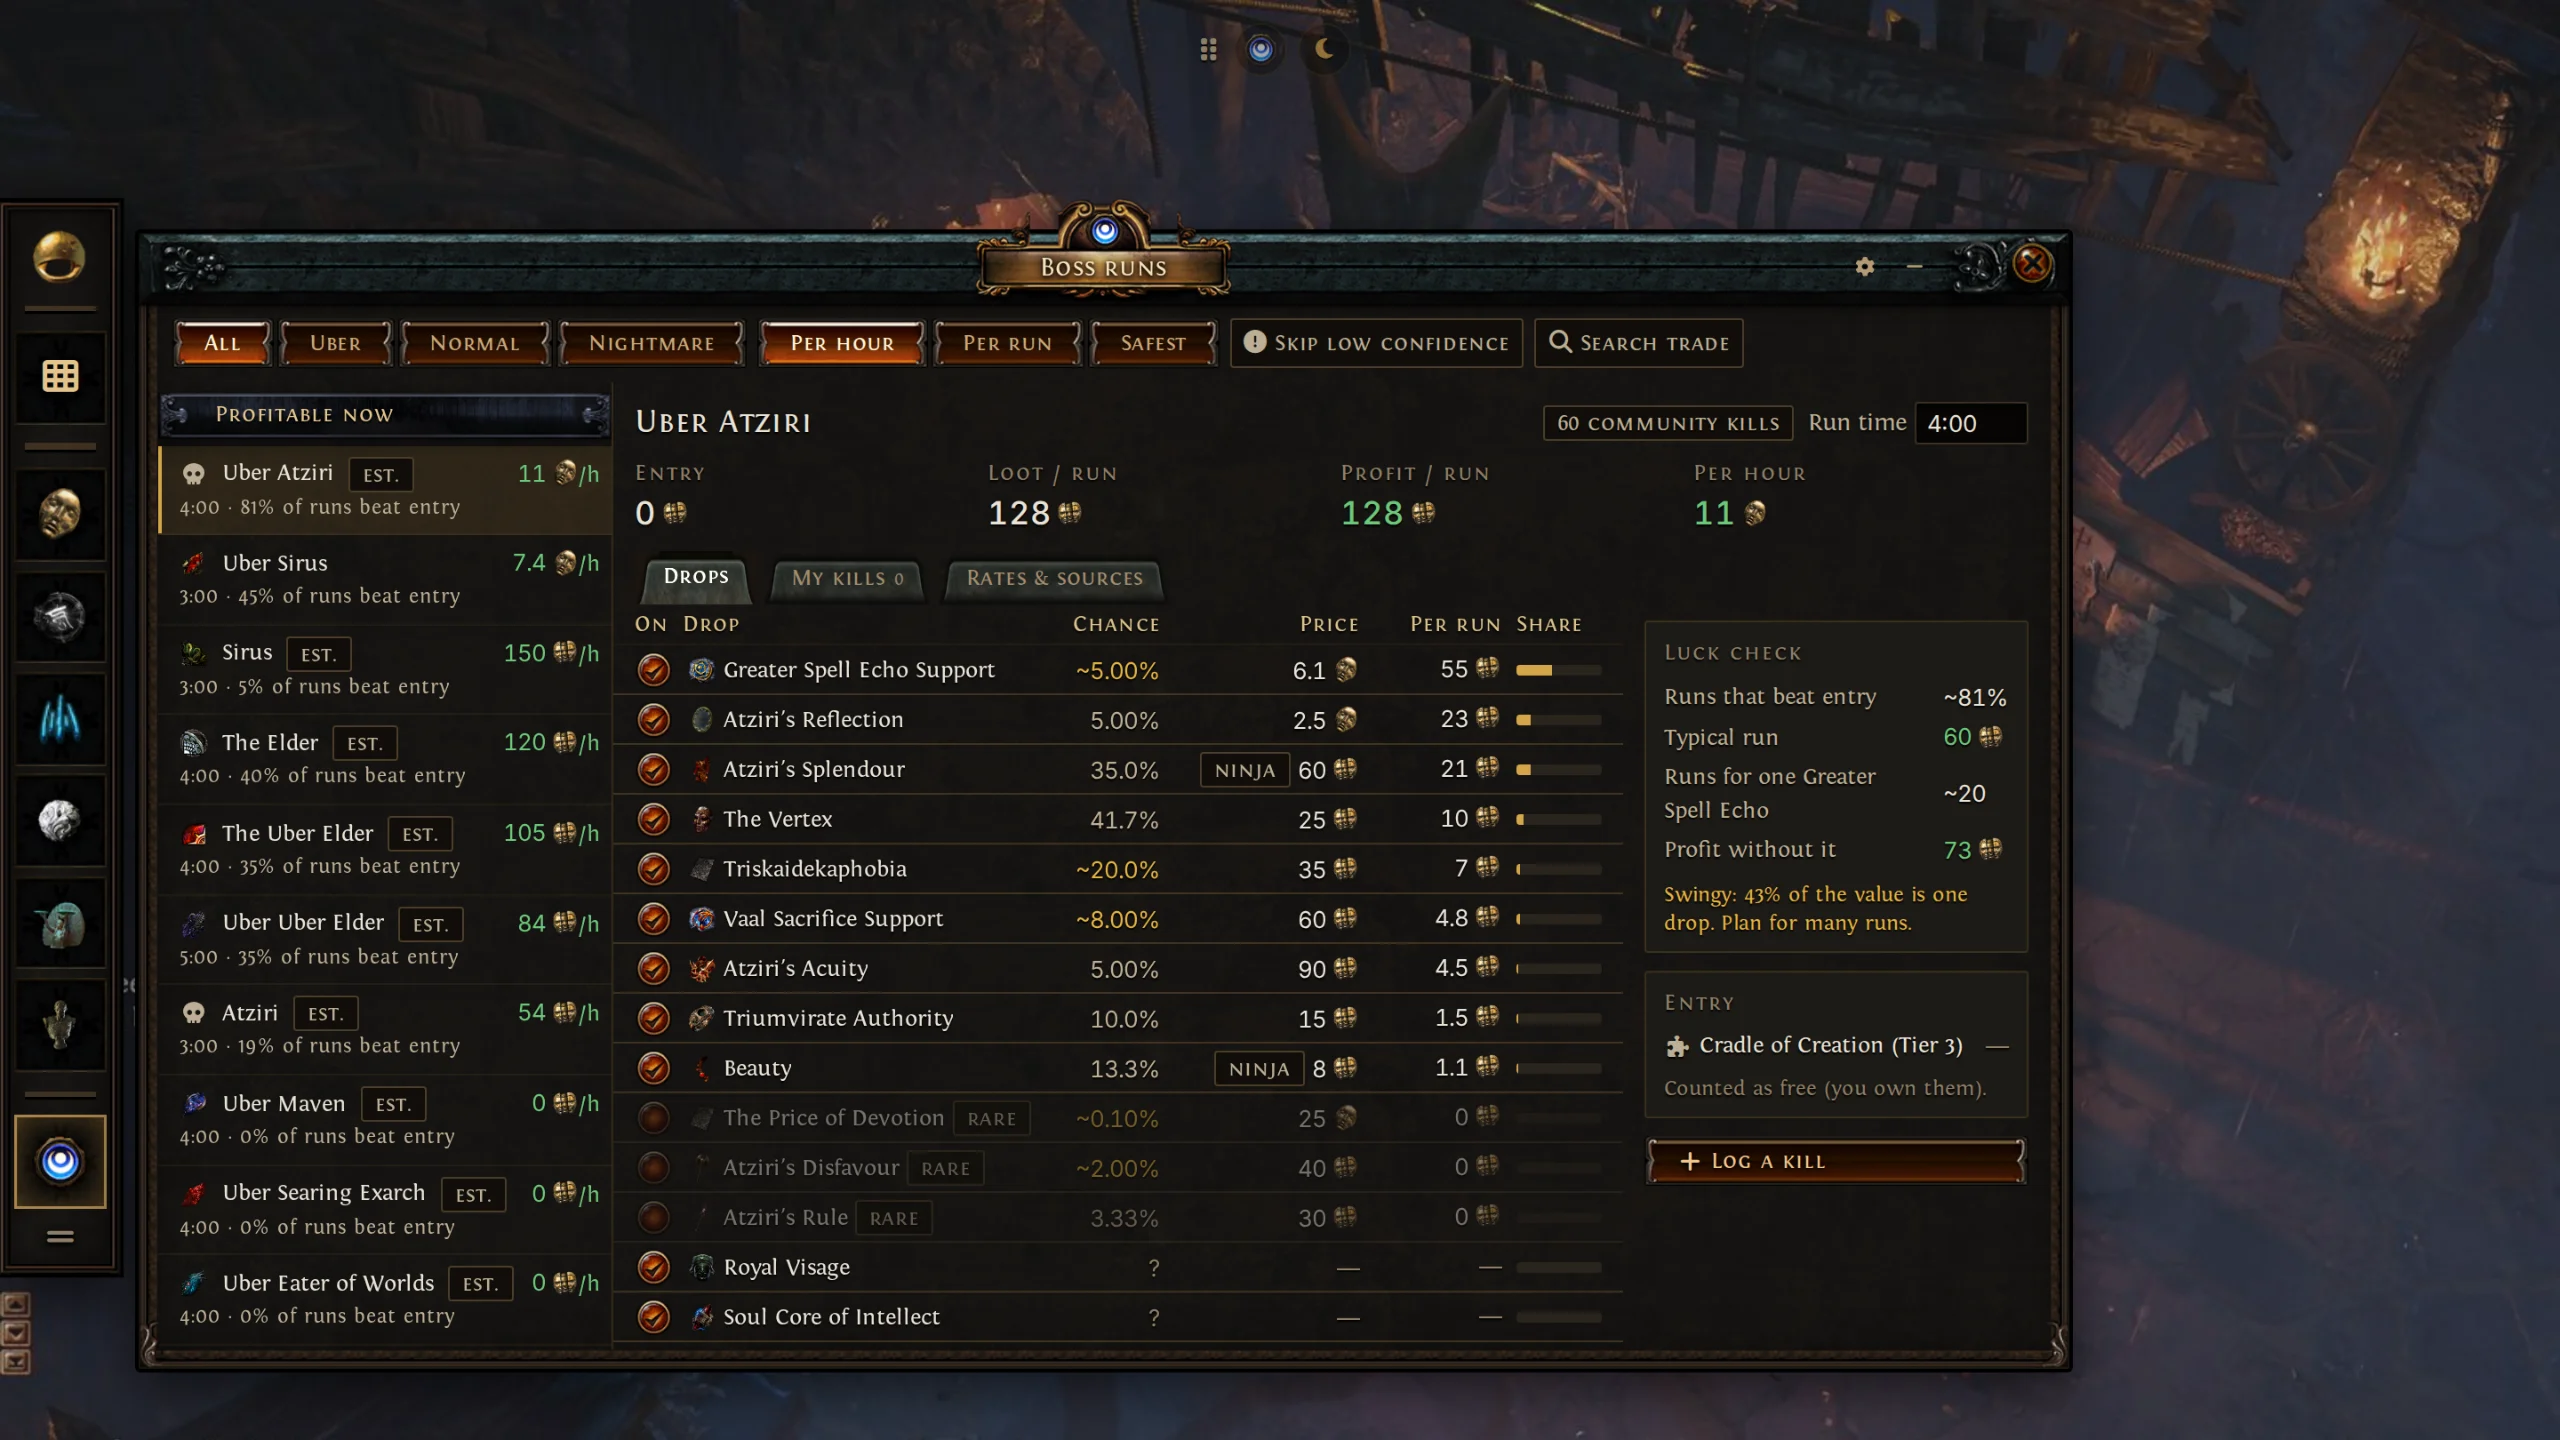 Boss Runs
All
Uber
Normal
Nightmare
Per hour
Per run
Safest
Skip low confidence
Search trade
Profitable now
Uber Atziri EST. 11 /h
4:00 · 81% of runs beat entry
Uber Sirus 7.4 /h
3:00 · 45% of runs beat entry
Sirus EST. 150 /h
3:00 · 5% of runs beat entry
The Elder EST. 120 /h
4:00 · 40% of runs beat entry
The Uber Elder EST. 105 /h
4:00 · 35% of runs beat entry
Uber Uber Elder EST. 84 /h
5:00 · 35% of runs beat entry
Atziri EST. 54 /h
3:00 · 19% of runs beat entry
Uber Maven EST. 0 /h
4:00 · 0% of runs beat entry
Uber Searing Exarch EST. 0 /h
4:00 · 0% of runs beat entry
Uber Eater of Worlds EST. 0 /h
4:00 · 0% of runs beat entry
Uber Atziri
60 community kills
Run time 4:00
Entry Loot / run Profit / run Per hour
0 128 128 11
Drops
My kills 0
Rates & sources
On Drop Chance Price Per run Share
Greater Spell Echo Support ~5.00% 6.1 55
Atziri's Reflection 5.00% 2.5 23
Atziri's Splendour 35.0% NINJA 60 21
The Vertex 41.7% 25 10
Triskaidekaphobia ~20.0% 35 7
Vaal Sacrifice Support ~8.00% 60 4.8
Atziri's Acuity 5.00% 90 4.5
Triumvirate Authority 10.0% 15 1.5
Beauty 13.3% NINJA 8 1.1
The Price of Devotion RARE ~0.10% 25 0
Atziri's Disfavour RARE ~2.00% 40 0
Atziri's Rule RARE 3.33% 30 0
Royal Visage ? — —
Soul Core of Intellect ? — —
Luck check
Runs that beat entry ~81%
Typical run 60
Runs for one Greater
Spell Echo ~20
Profit without it 73
Swingy: 43% of the value is one
drop. Plan for many runs.
Entry
Cradle of Creation (Tier 3) —
Counted as free (you own them).
+ Log a kill